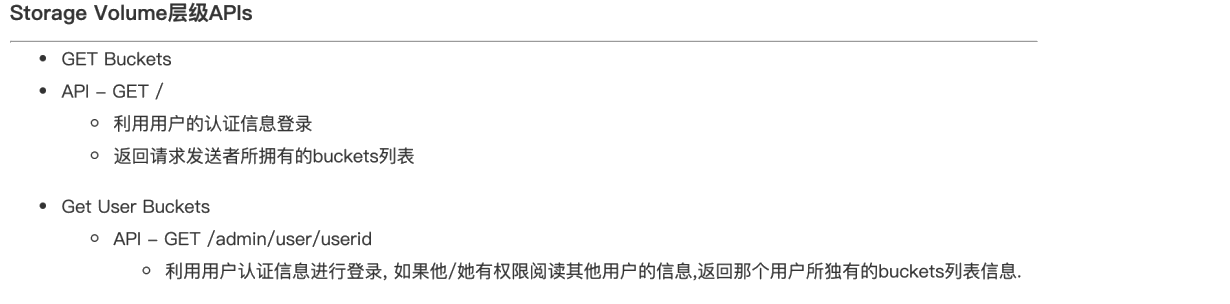 Storage Volume层级APIs
GET Buckets
API – GET /
利用用户的认证信息登录
返回请求发送者所拥有的buckets列表
Get User Buckets
API – GET /admin/user/userid
利用用户认证信息进行登录, 如果他/她有权限阅读其他用户的信息,返回那个用户所独有的buckets列表信息.